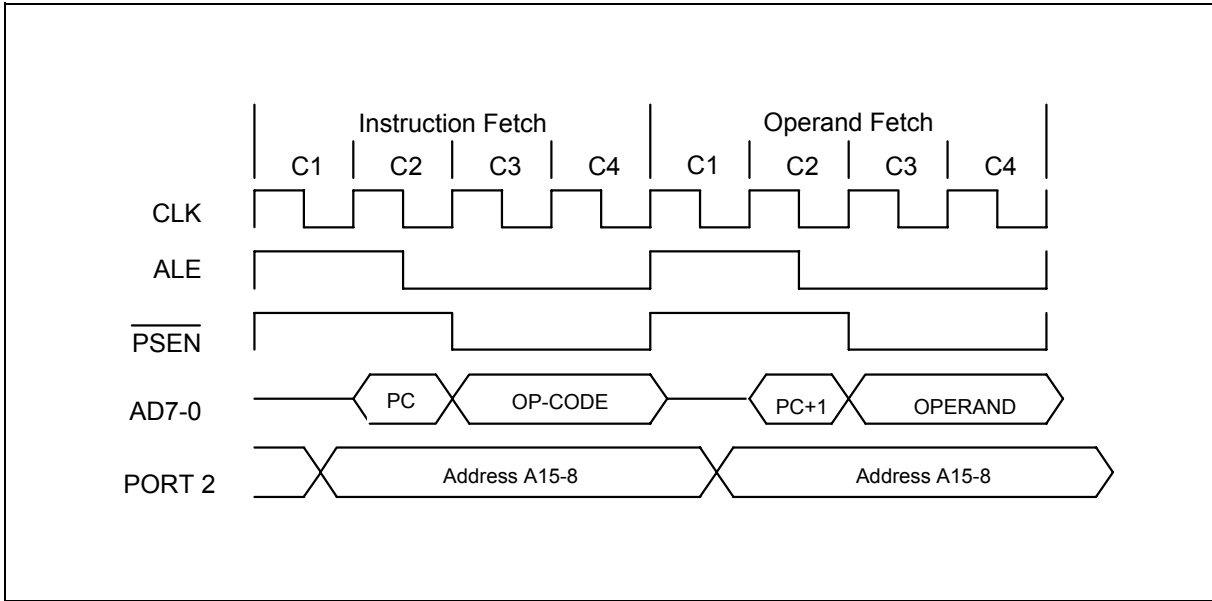 Instruction Fetch Operand Fetch
C1 C2 C3 C4 C1 C2 C3 C4
CLK
ALE
PSEN
AD7-0 PC OP-CODE PC+1 OPERAND
PORT 2 Address A15-8 Address A15-8